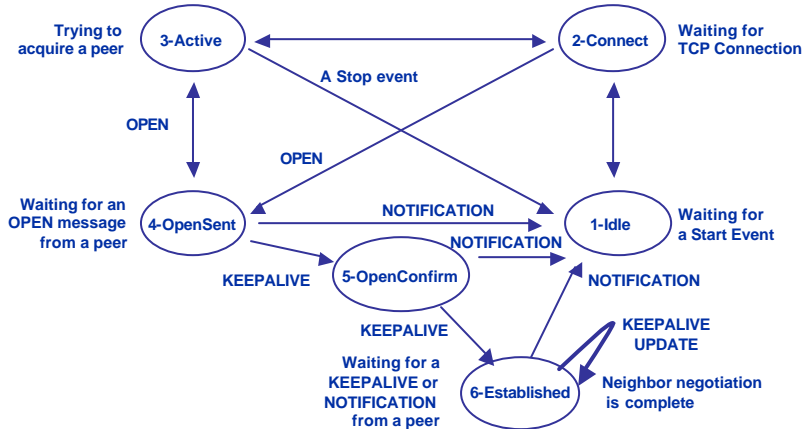 Trying to
acquire a peer
3-Active
2-Connect
Waiting for
TCP Connection
A Stop event
OPEN
OPEN
Waiting for an
OPEN message
from a peer
4-OpenSent
NOTIFICATION
1-Idle
Waiting for
a Start Event
NOTIFICATION
KEEPALIVE
5-OpenConfirm
NOTIFICATION
KEEPALIVE
KEEPALIVE
UPDATE
Waiting for a
KEEPALIVE or
NOTIFICATION
from a peer
6-Established
Neighbor negotiation
is complete